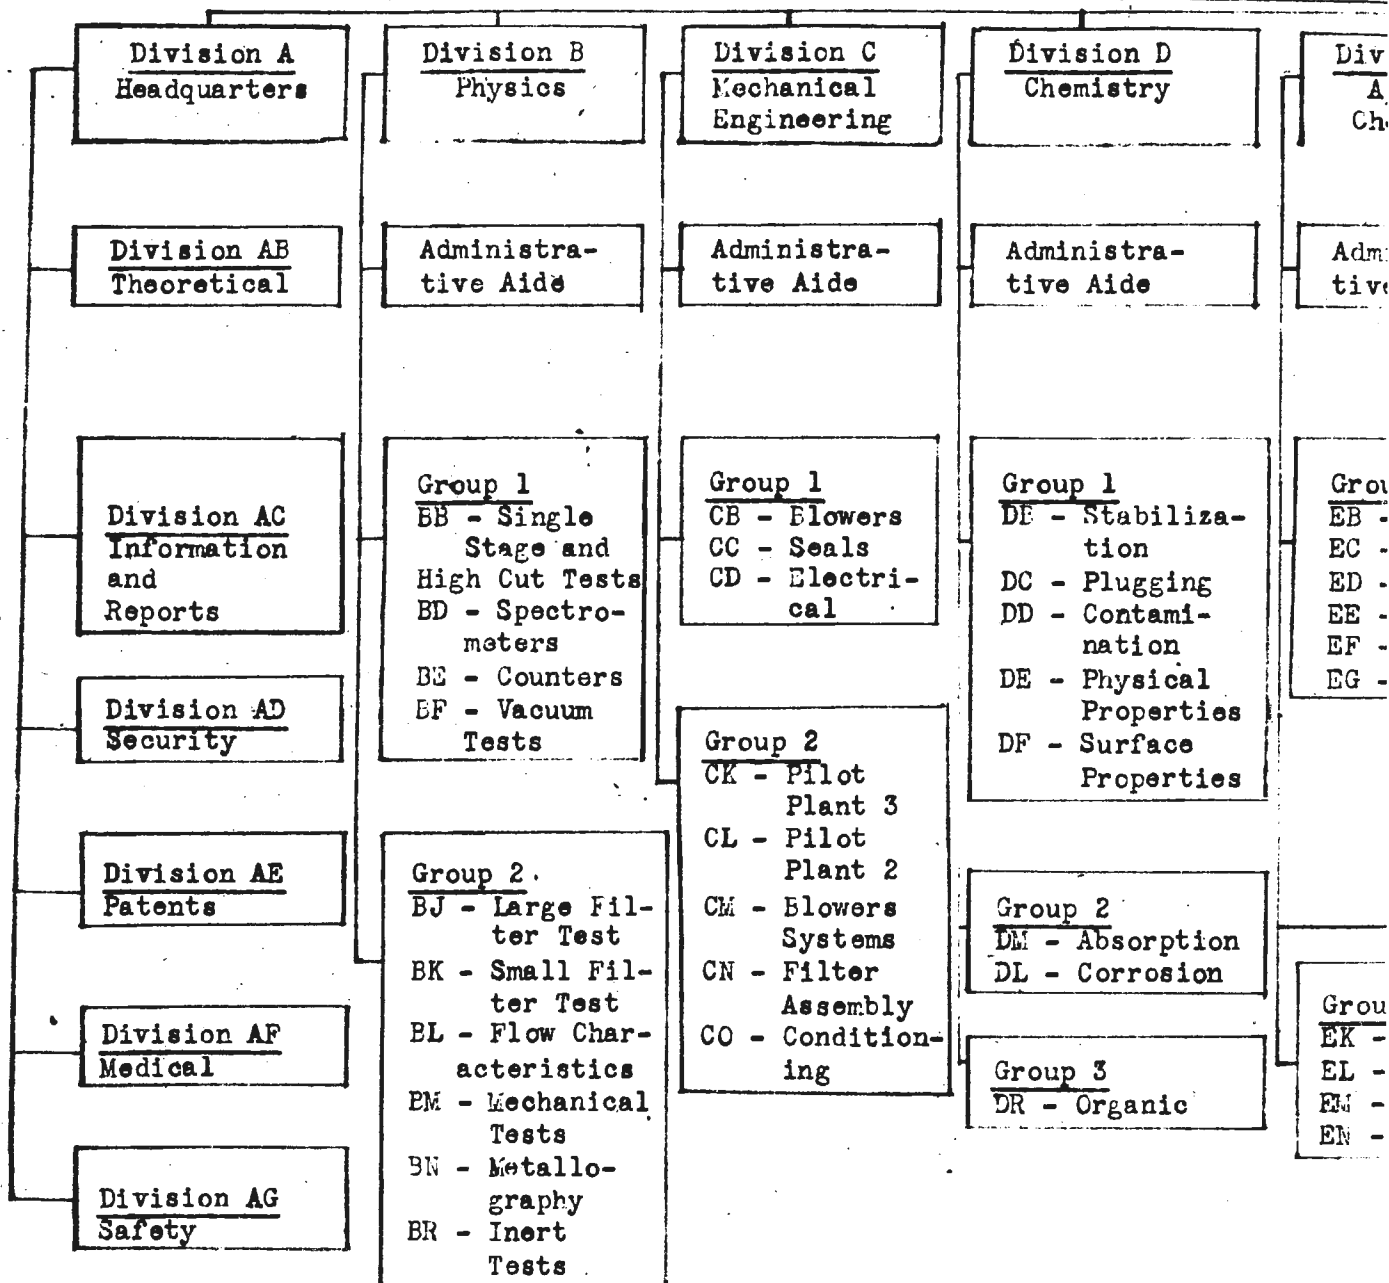 Division A
Headquarters
Division AB
Theoretical
Division AC
Information
and
Reports
Division AD
Security
Division AE
Patents
Division AF
Medical
Division AG
Safety
Division B
Physics
Administra-
tive Aide
Group 1
BB - Single
Stage and
High Cut Tests
BD - Spectro-
meters
BE - Counters
BF - Vacuum
Tests
Group 2.
BJ - Large Fil-
ter Test
BK - Small Fil-
ter Test
BL - Flow Char-
acteristics
BM - Mechanical
Tests
BN - Metallo-
graphy
BR - Inert
Tests
Division C
Mechanical
Engineering
Administra-
tive Aide
Group 1
CB - Blowers
CC - Seals
CD - Electri-
cal
Group 2
CK - Pilot
Plant 3
CL - Pilot
Plant 2
CM - Blowers
Systems
CN - Filter
Assembly
CO - Condition-
ing
Division D
Chemistry
Administra-
tive Aide
Group 1
DB - Stabiliza-
tion
DC - Plugging
DD - Contami-
nation
DE - Physical
Properties
DF - Surface
Properties
Group 2
DM - Absorption
DL - Corrosion
Group 3
DR - Organic
Div
A
Ch
Adm
tive
Grou
EB -
EC -
ED -
EE -
EF -
EG -
Grou
EK -
EL -
EM -
EN -